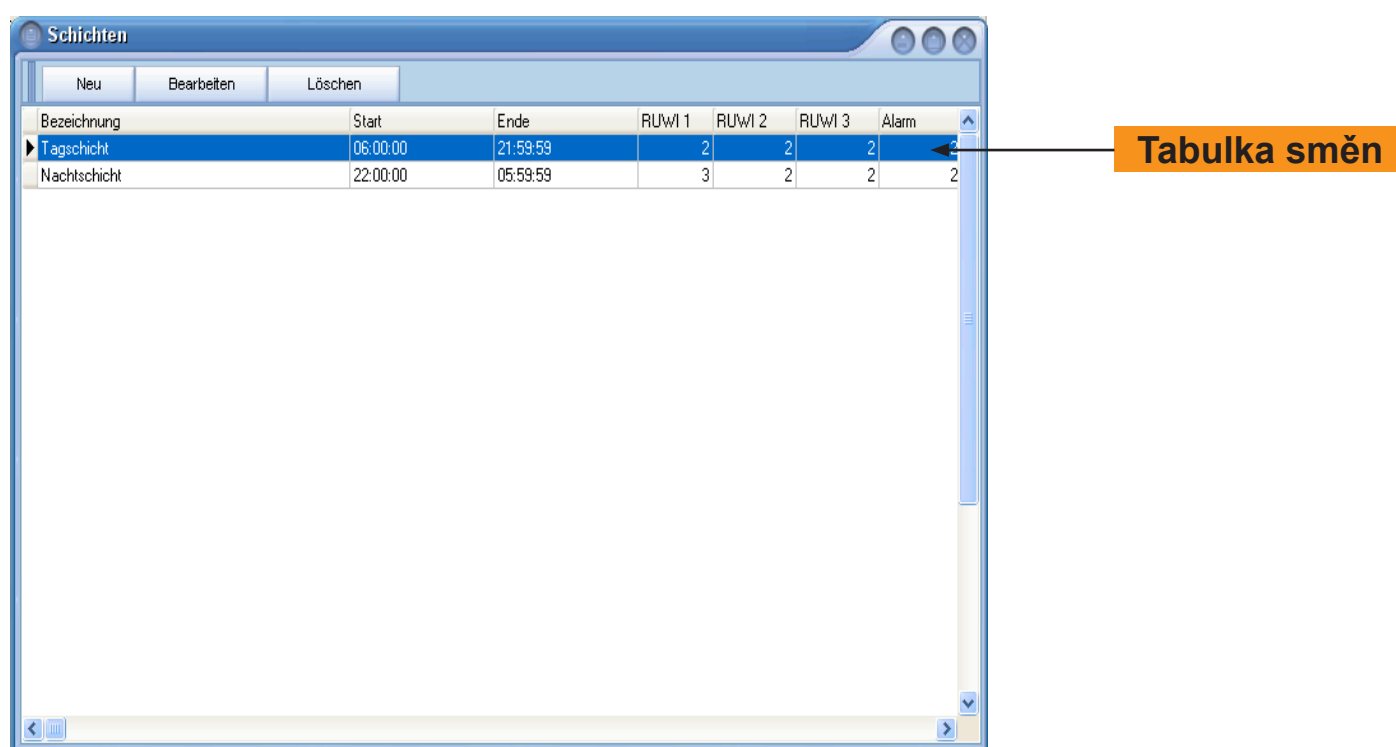 Schichten
Neu Bearbeiten Löschen
Bezeichnung Start Ende RUWI 1 RUWI 2 RUWI 3 Alarm
Tagschicht 06:00:00 21:59:59 2 2 2 2
Nachtschicht 22:00:00 05:59:59 3 2 2 2
Tabulka směn